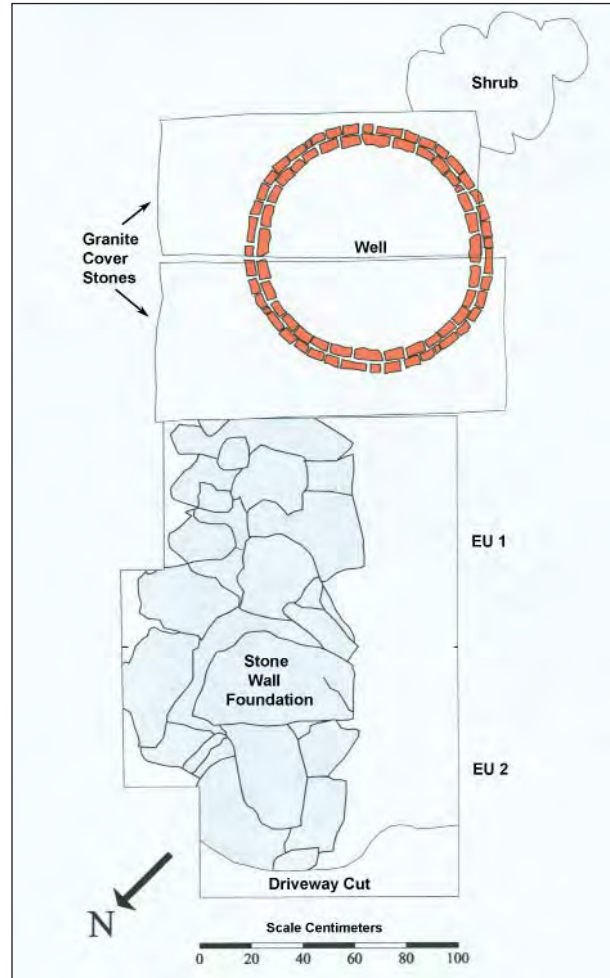 Shrub
Well
Granite
Cover
Stones
EU 1
Stone
Wall
Foundation
EU 2
Driveway Cut
N
Scale Centimeters
0 20 40 60 80 100